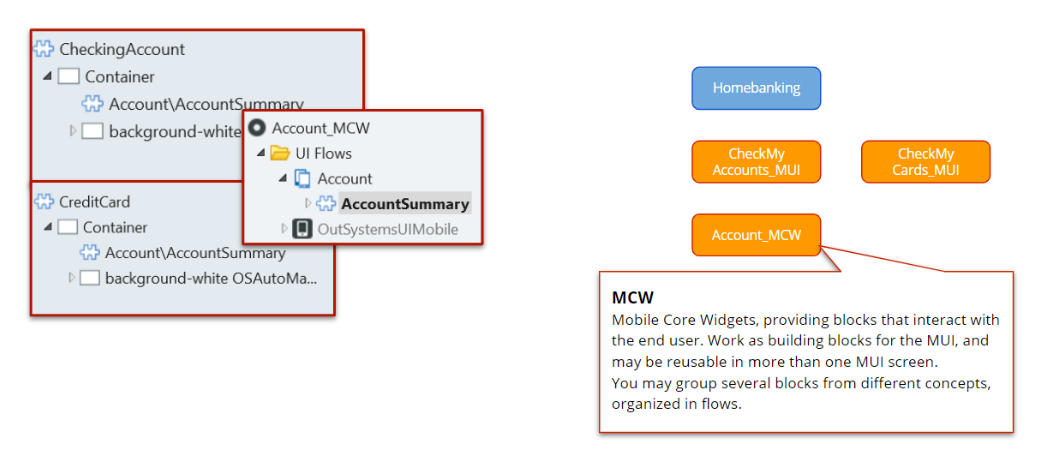 CheckingAccount
Container
Account\AccountSummary
background-white
CreditCard
Container
Account\AccountSummary
background-white OSAutoMa...
Account_MCW
UI Flows
Account
AccountSummary
OutSystemsUIMobile
Homebanking
CheckMy
Accounts_MUI
CheckMy
Cards_MUI
Account_MCW
MCW
Mobile Core Widgets, providing blocks that interact with
the end user. Work as building blocks for the MUI, and
may be reusable in more than one MUI screen.
You may group several blocks from different concepts,
organized in flows.